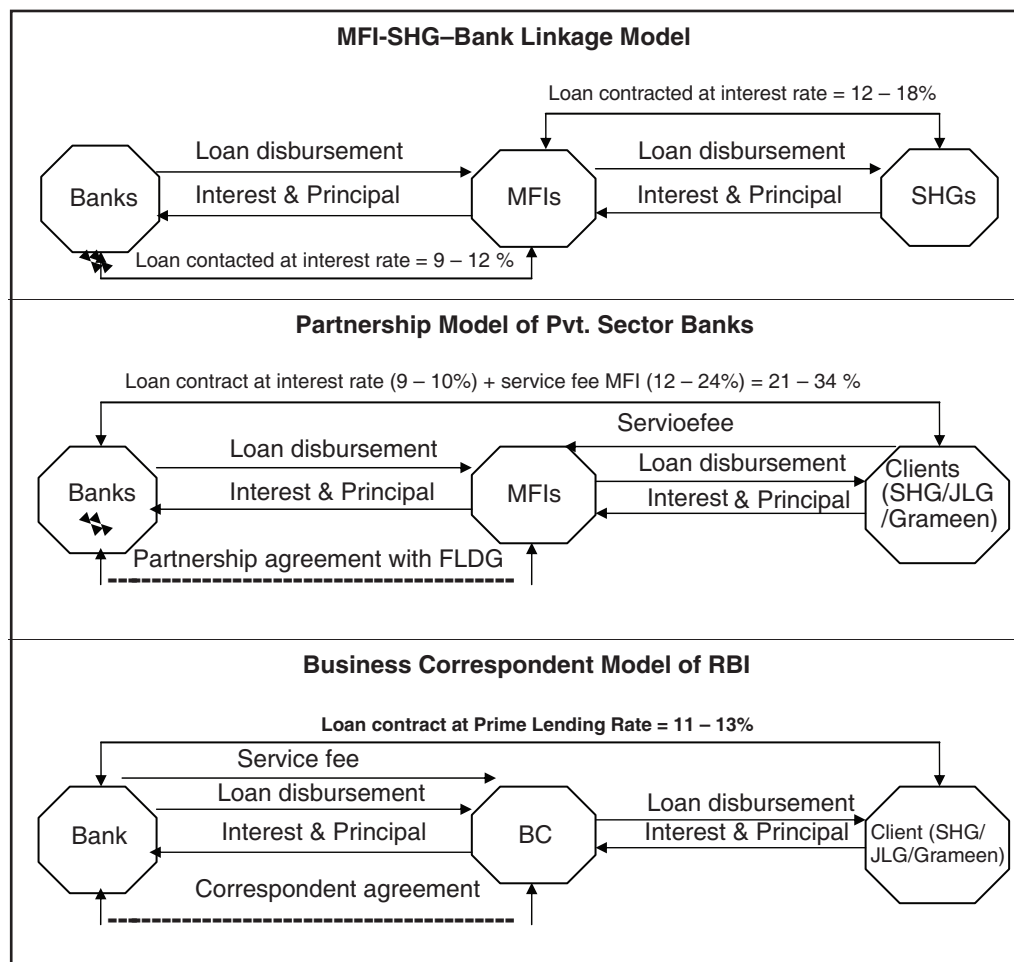 MFI-SHG–Bank Linkage Model
Loan contracted at interest rate = 12 – 18%
Loan disbursement
Loan disbursement
Banks
Interest & Principal
MFIs
Interest & Principal
SHGs
Loan contacted at interest rate = 9 – 12 %
Partnership Model of Pvt. Sector Banks
Loan contract at interest rate (9 – 10%) + service fee MFI (12 – 24%) = 21 – 34 %
Servioefee
Loan disbursement
Loan disbursement
Banks
Interest & Principal
MFIs
Interest & Principal
Clients
(SHG/JLG
/Grameen)
Partnership agreement with FLDG
Business Correspondent Model of RBI
Loan contract at Prime Lending Rate = 11 – 13%
Service fee
Loan disbursement
Loan disbursement
Bank
Interest & Principal
BC
Interest & Principal
Client (SHG/
JLG/Grameen)
Correspondent agreement